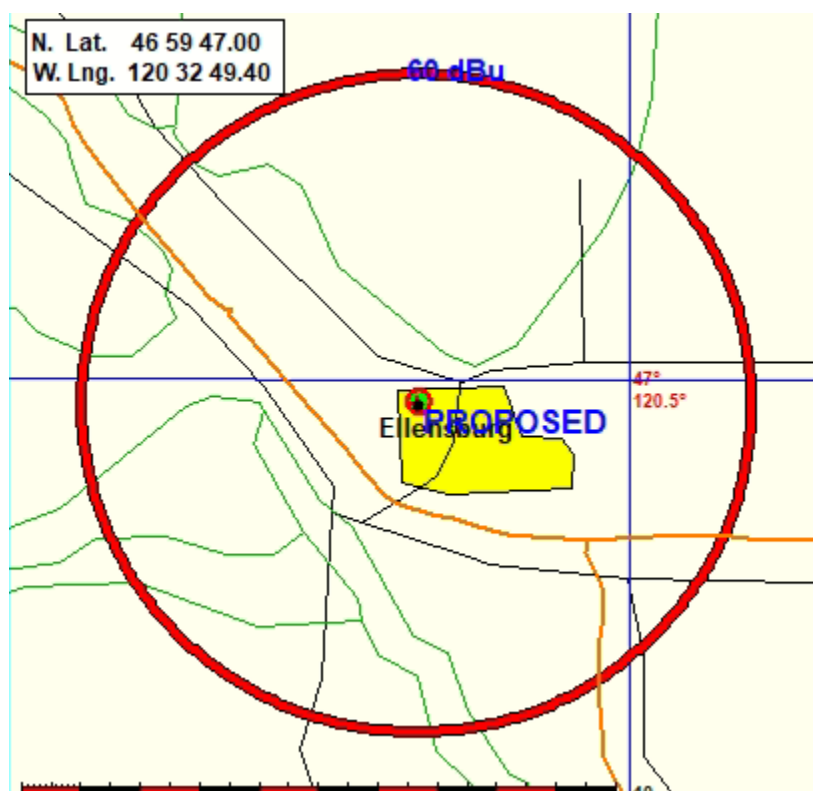 N. Lat. 46 59 47.00
W. Lng. 120 32 49.40
60 dBu
47°
120.5°
PROPOSED
Ellensburg